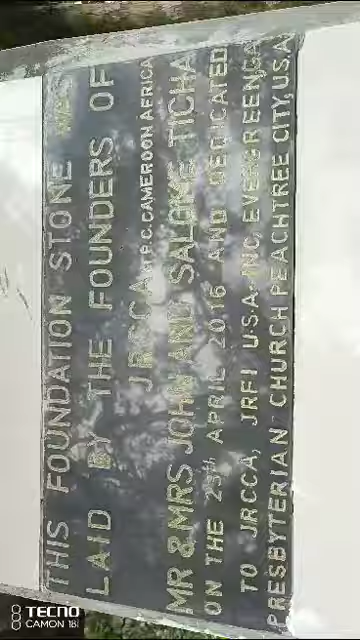 THIS FOUNDATION STONE WAS
LAID BY THE FOUNDERS OF
JRCCA P.C. CAMEROON AFRICA
MR & MRS JOHN AND SALOME TICHA
ON THE 23th APRIL 2016 AND DEDICATED
TO JRCCA, JRFI U.S.A. INC, EVERGREEN
PRESBYTERIAN CHURCH PEACHTREE CITY, USA
TECNO
CAMON 18